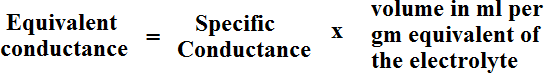 Equivalent conductance = Specific Conductance x volume in ml per gm equivalent of the electrolyte